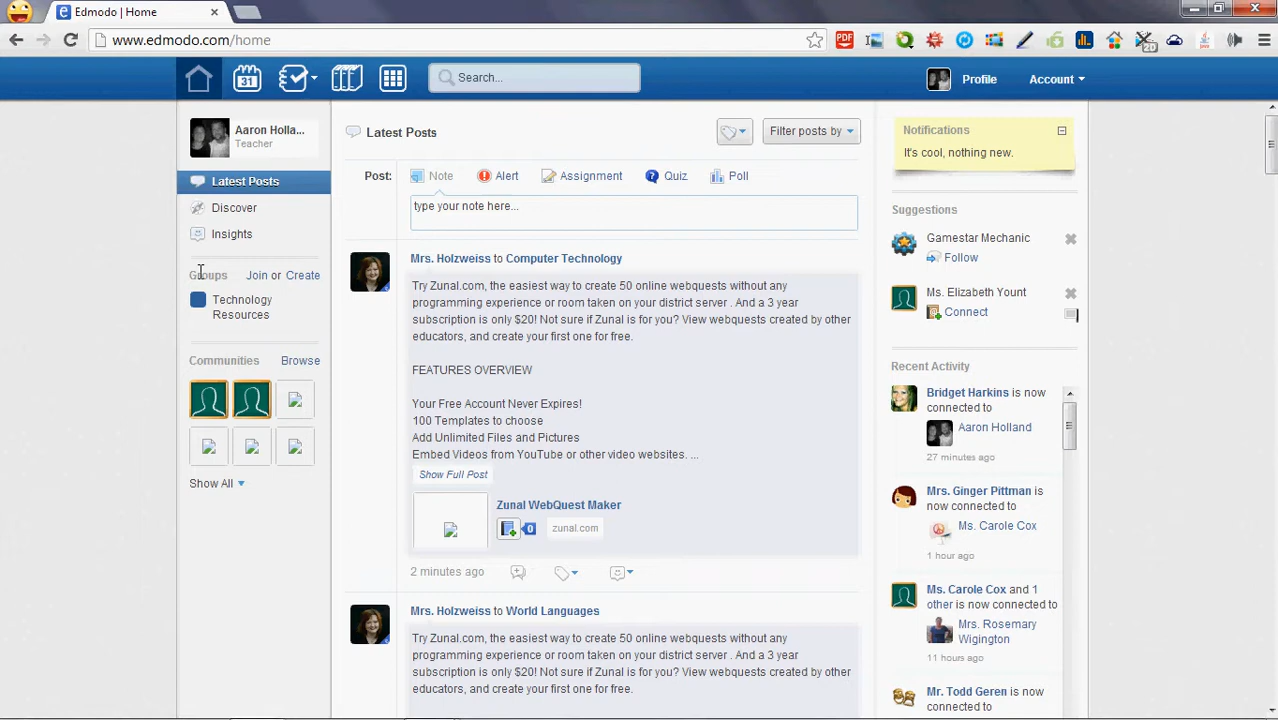 Edmodo | Home
www.edmodo.com/home
20
31
Search...
Profile
Account
Aaron Holla...
Teacher
Latest Posts
Discover
Insights
Groups
Join or Create
Technology
Resources
Communities
Browse
Show All
Latest Posts
Filter posts by
Post:
Note
Alert
Assignment
Quiz
Poll
type your note here...
Mrs. Holzweiss to Computer Technology
Try Zunal.com, the easiest way to create 50 online webquests without any
programming experience or room taken on your district server . And a 3 year
subscription is only $20! Not sure if Zunal is for you? View webquests created by other
educators, and create your first one for free.
FEATURES OVERVIEW
Your Free Account Never Expires!
100 Templates to choose
Add Unlimited Files and Pictures
Embed Videos from YouTube or other video websites. ...
Show Full Post
Zunal WebQuest Maker
0
zunal.com
2 minutes ago
Mrs. Holzweiss to World Languages
Try Zunal.com, the easiest way to create 50 online webquests without any
programming experience or room taken on your district server . And a 3 year
subscription is only $20! Not sure if Zunal is for you? View webquests created by other
educators, and create your first one for free.
Notifications
It's cool, nothing new.
Suggestions
Gamestar Mechanic
Follow
Ms. Elizabeth Yount
Connect
Recent Activity
Bridget Harkins is now
connected to
Aaron Holland
27 minutes ago
Mrs. Ginger Pittman is
now connected to
Ms. Carole Cox
1 hour ago
Ms. Carole Cox and 1
other is now connected to
Mrs. Rosemary
Wigington
11 hours ago
Mr. Todd Geren is now
connected to
PDF